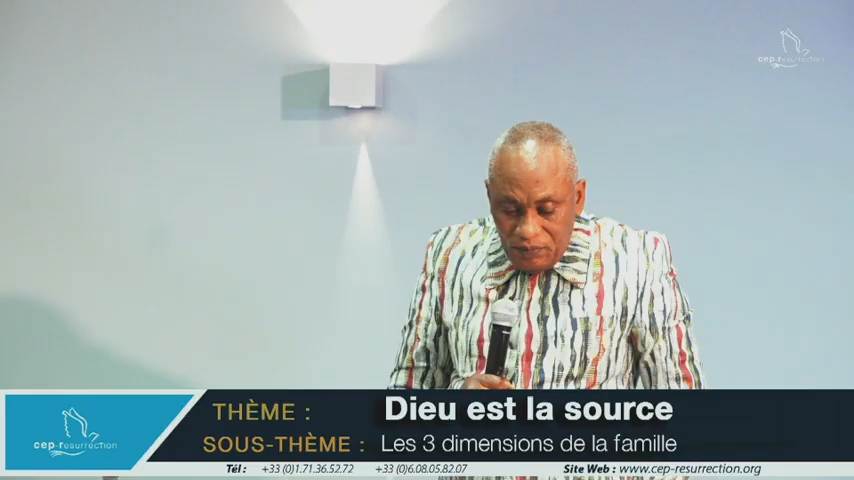 cep-resurrection
THÈME : Dieu est la source
SOUS-THÈME : Les 3 dimensions de la famille
cep-resurrection
Tél : +33 (0)1.71.36.52.72 +33 (0)6.08.05.82.07 Site Web : www.cep-resurrection.org